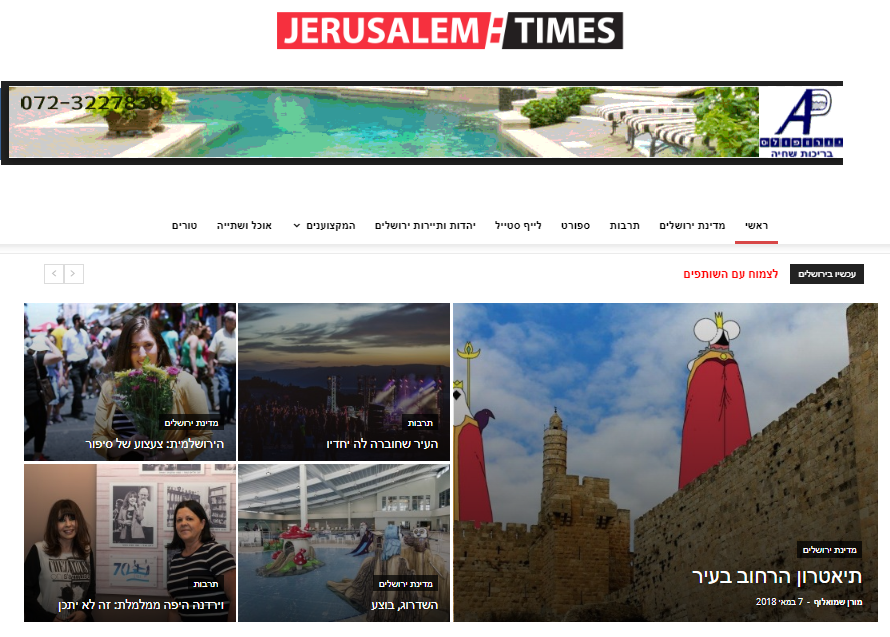 JERUSALEM TIMES
072-3227838
AP
יורופולס
בריכות שחיה
ראשי
מדינת ירושלים
תרבות
ספורט
לייף סטייל
יהדות ותיירות ירושלים
המקצוענים
אוכל ושתייה
טורים
עכשיו בירושלים
לצמוח עם השותפים
מדינת ירושלים
תיאטרון הרחוב בעיר
מורן שמואלוף - 7 במאי 2018
תרבות
העיר שחוברה לה יחדיו
מדינת ירושלים
הירושלמית: צעצוע של סיפור
מדינת ירושלים
השדרוג, בוצע
תרבות
וירדנה היפה ממלמלת: זה לא יתכן
70